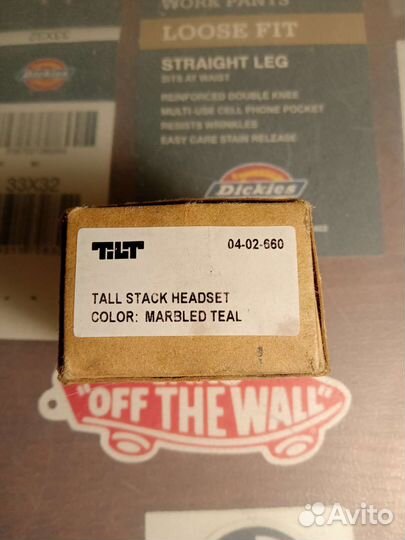 WORK PANTS
LOOSE FIT
STRAIGHT LEG
SITS AT WAIST
REINFORCED DOUBLE KNEE
MULTI-USE CELL PHONE POCKET
RESISTS WRINKLES
EASY CARE STAIN RELEASE
33X32
Dickies
33X32
Dickies
TILT
04-02-660
TALL STACK HEADSET
COLOR: MARBLED TEAL
"OFF THE WALL"
Avito